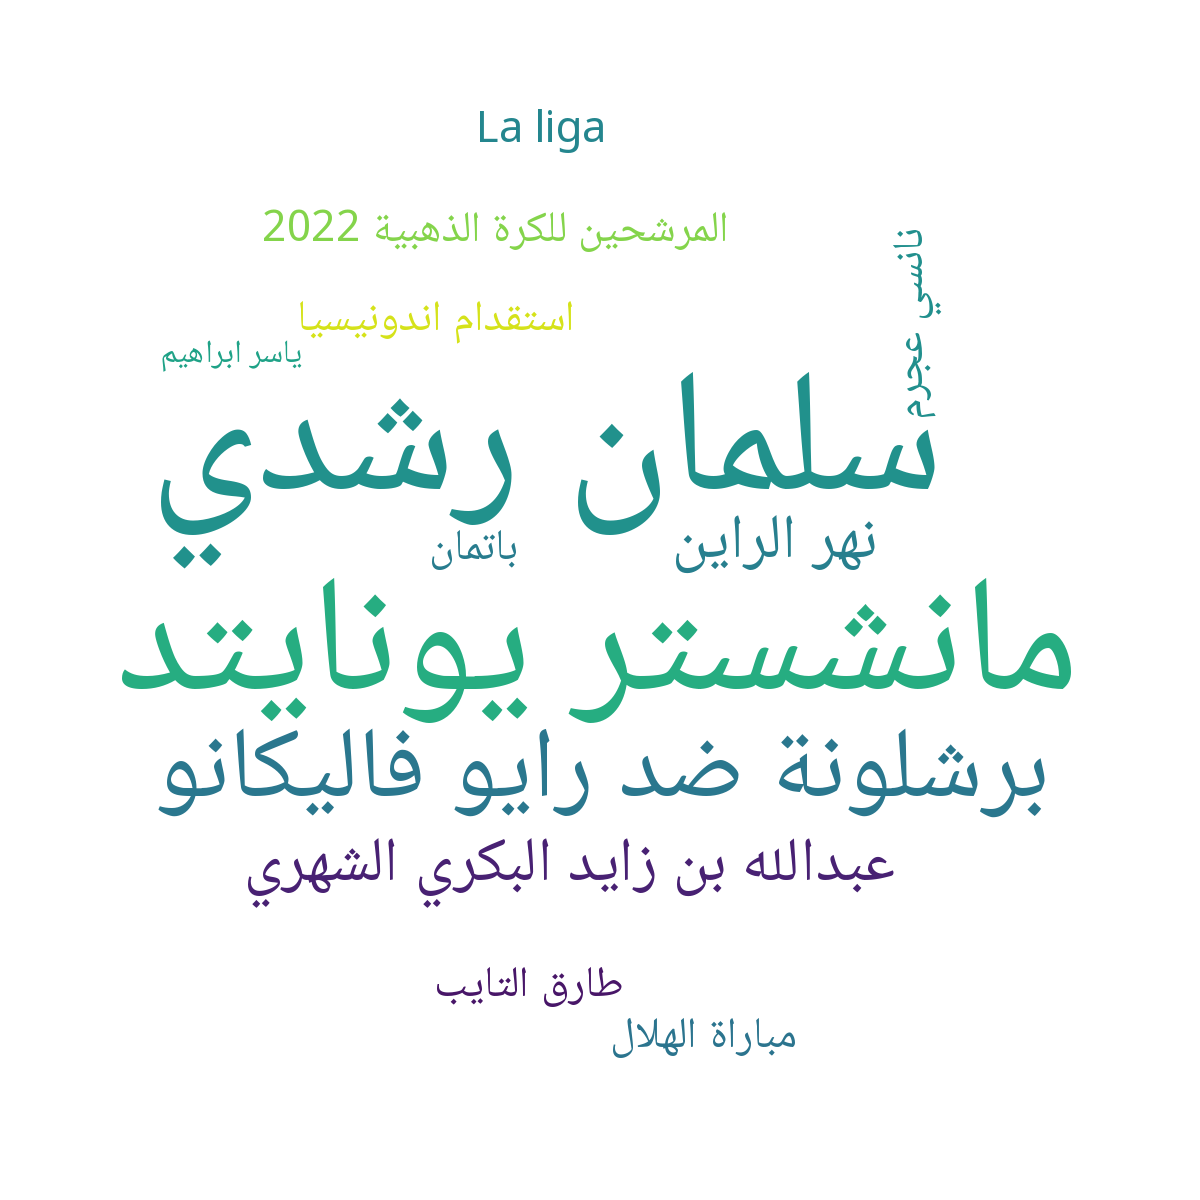 La liga
المرشحين للكرة الذهبية 2022
نانسي عجرم
استقدام اندونيسيا
ياسر ابراهيم
سلمان رشدي
نهر الراين
باتمان
مانشستر يونايتد
برشلونة ضد رايو فاليكانو
عبدالله بن زايد البكري الشهري
طارق التايب
مباراة الهلال